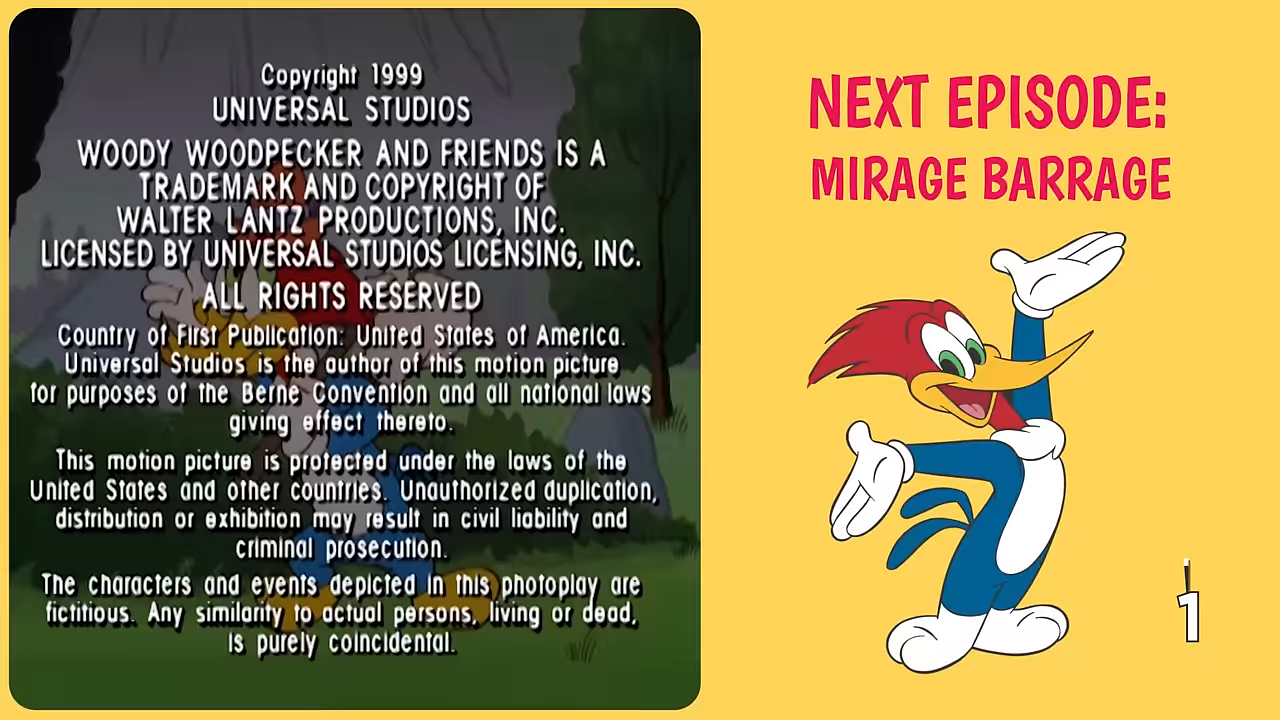 Copyright 1999
UNIVERSAL STUDIOS
WOODY WOODPECKER AND FRIENDS IS A
TRADEMARK AND COPYRIGHT OF
WALTER LANTZ PRODUCTIONS, INC.
LICENSED BY UNIVERSAL STUDIOS LICENSING, INC.
ALL RIGHTS RESERVED
Country of First Publication: United States of America.
Universal Studios is the author of this motion picture
for purposes of the Berne Convention and all national laws
giving effect thereto.
This motion picture is protected under the laws of the
United States and other countries. Unauthorized duplication,
distribution or exhibition may result in civil liability and
criminal prosecution.
The characters and events depicted in this photoplay are
fictitious. Any similarity to actual persons, living or dead,
is purely coincidental.
NEXT EPISODE:
MIRAGE BARRAGE
1